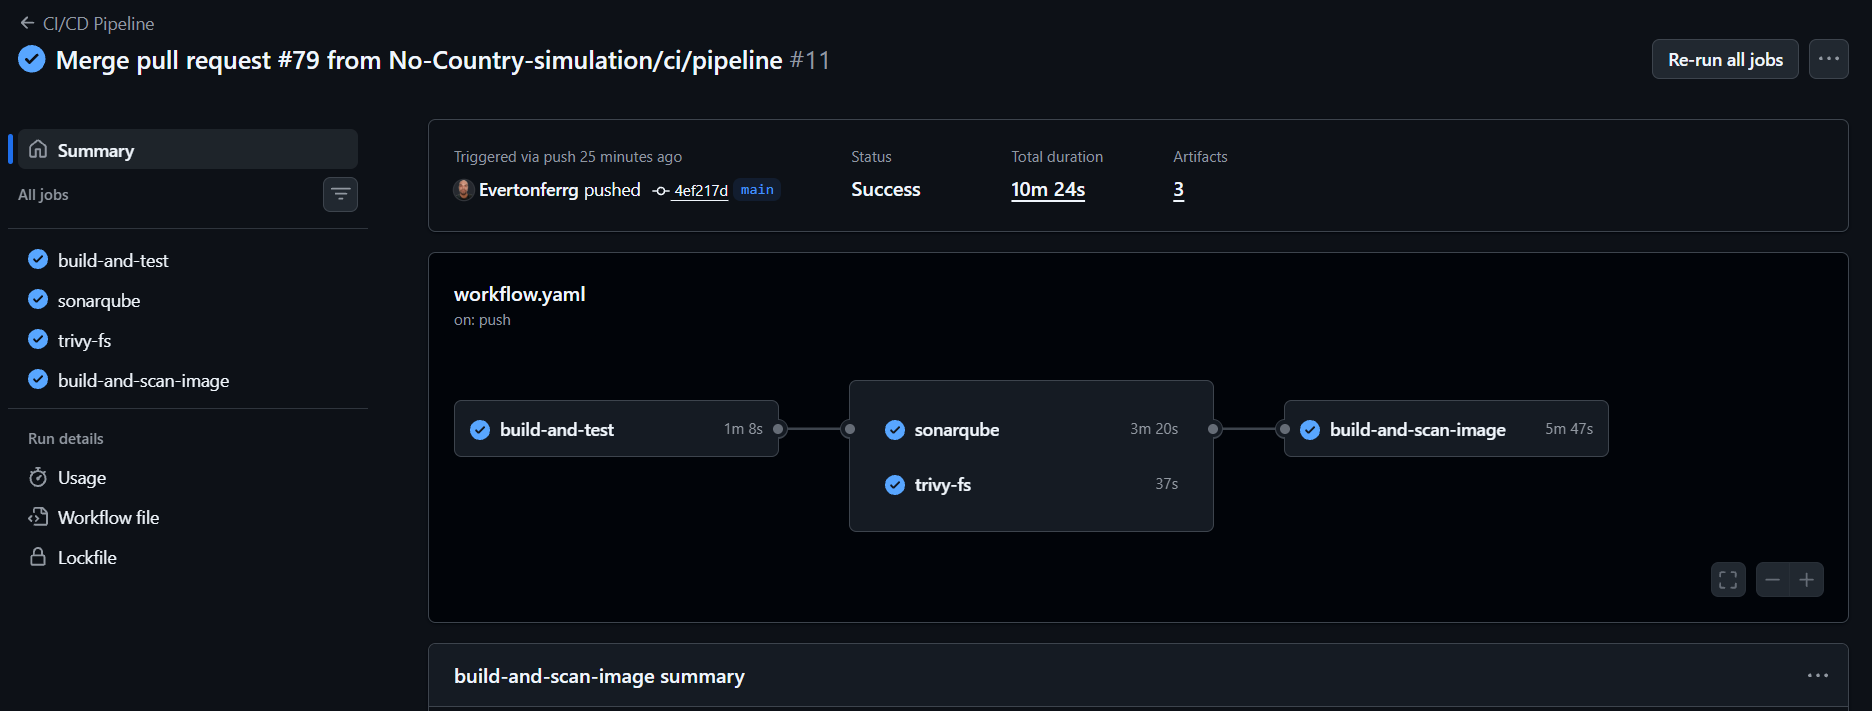 CI/CD Pipeline
Merge pull request #79 from No-Country-simulation/ci/pipeline #11
Re-run all jobs
Summary
All jobs
build-and-test
sonarqube
trivy-fs
build-and-scan-image
Run details
Usage
Workflow file
Lockfile
Triggered via push 25 minutes ago
Evertonferrg pushed 4ef217d main
Status
Success
Total duration
10m 24s
Artifacts
3
workflow.yaml
on: push
build-and-test 1m 8s
sonarqube 3m 20s
trivy-fs 37s
build-and-scan-image 5m 47s
build-and-scan-image summary